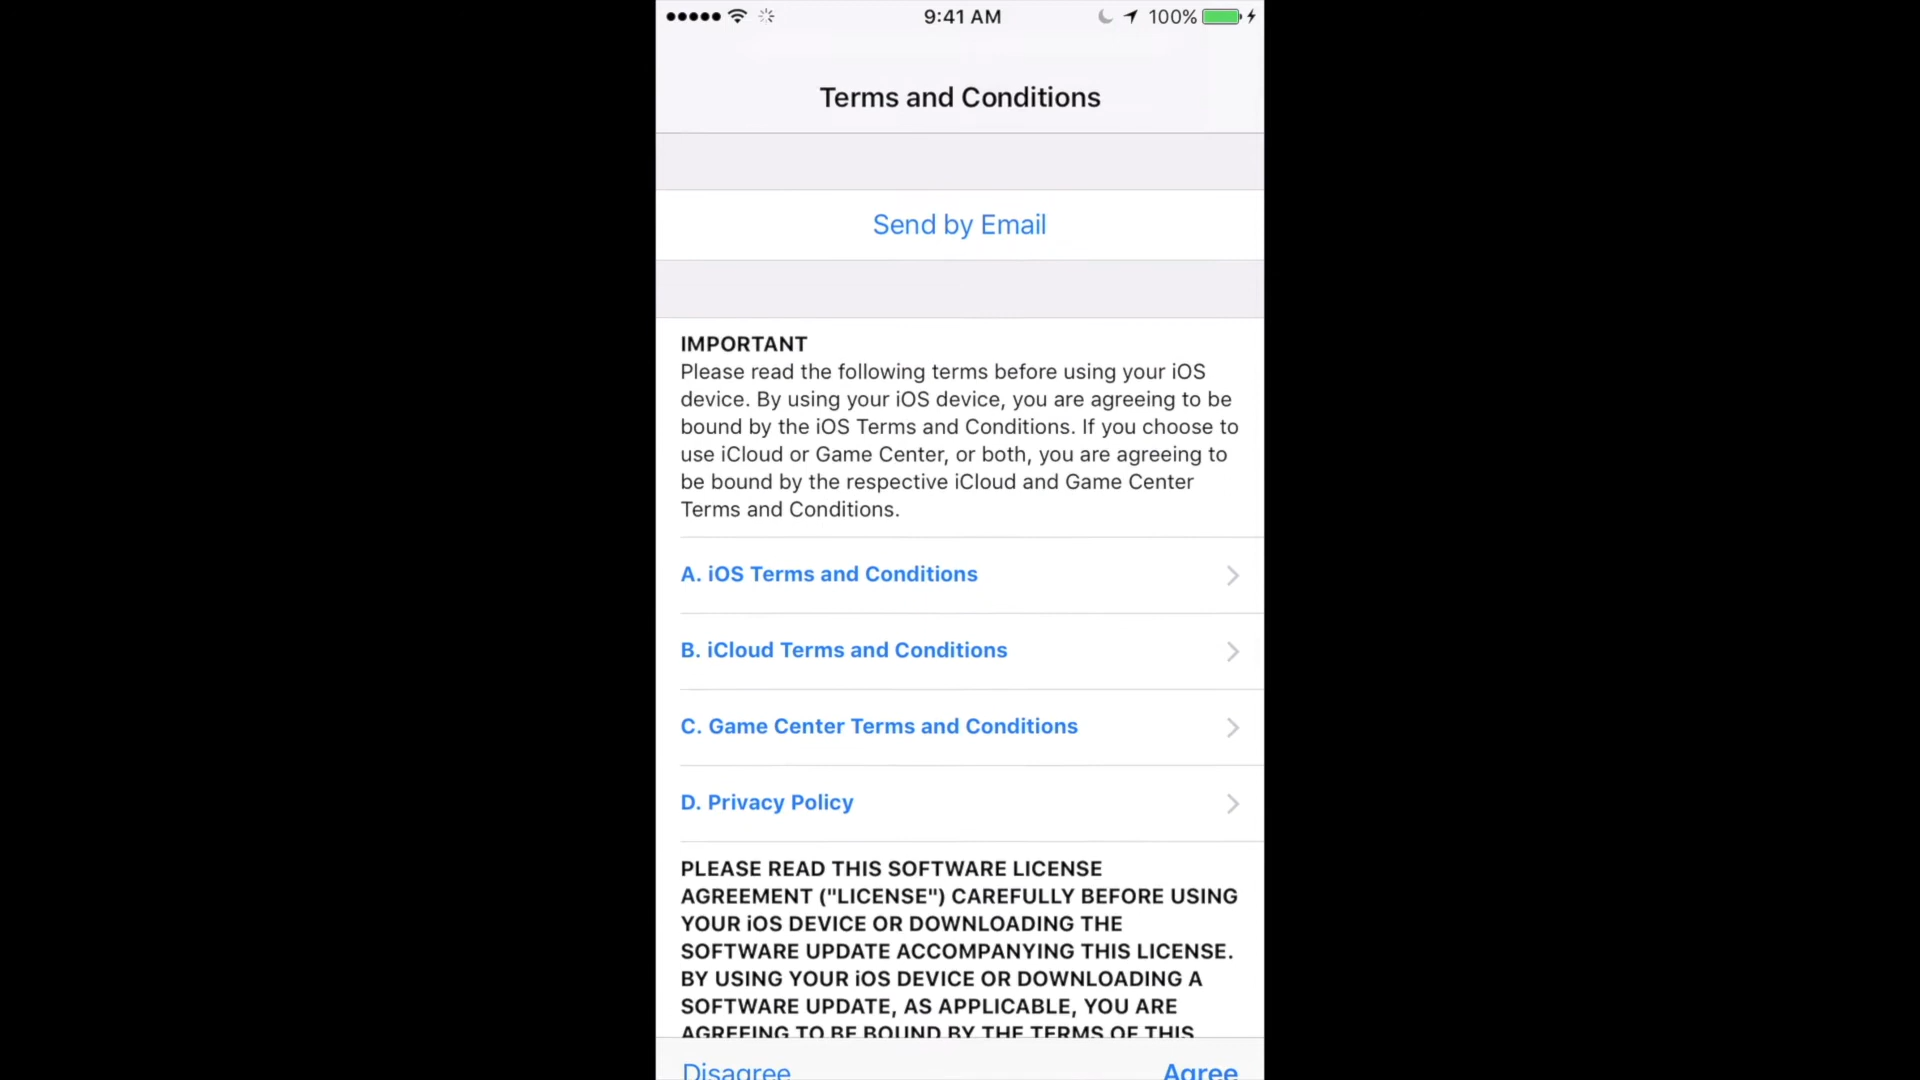 9:41 AM
100%
Terms and Conditions
Send by Email
IMPORTANT
Please read the following terms before using your iOS
device. By using your iOS device, you are agreeing to be
bound by the iOS Terms and Conditions. If you choose to
use iCloud or Game Center, or both, you are agreeing to
be bound by the respective iCloud and Game Center
Terms and Conditions.
A. iOS Terms and Conditions
B. iCloud Terms and Conditions
C. Game Center Terms and Conditions
D. Privacy Policy
PLEASE READ THIS SOFTWARE LICENSE
AGREEMENT ("LICENSE") CAREFULLY BEFORE USING
YOUR iOS DEVICE OR DOWNLOADING THE
SOFTWARE UPDATE ACCOMPANYING THIS LICENSE.
BY USING YOUR iOS DEVICE OR DOWNLOADING A
SOFTWARE UPDATE, AS APPLICABLE, YOU ARE
AGREEING TO BE BOUND BY THE TERMS OF THIS
Disagree
Agree